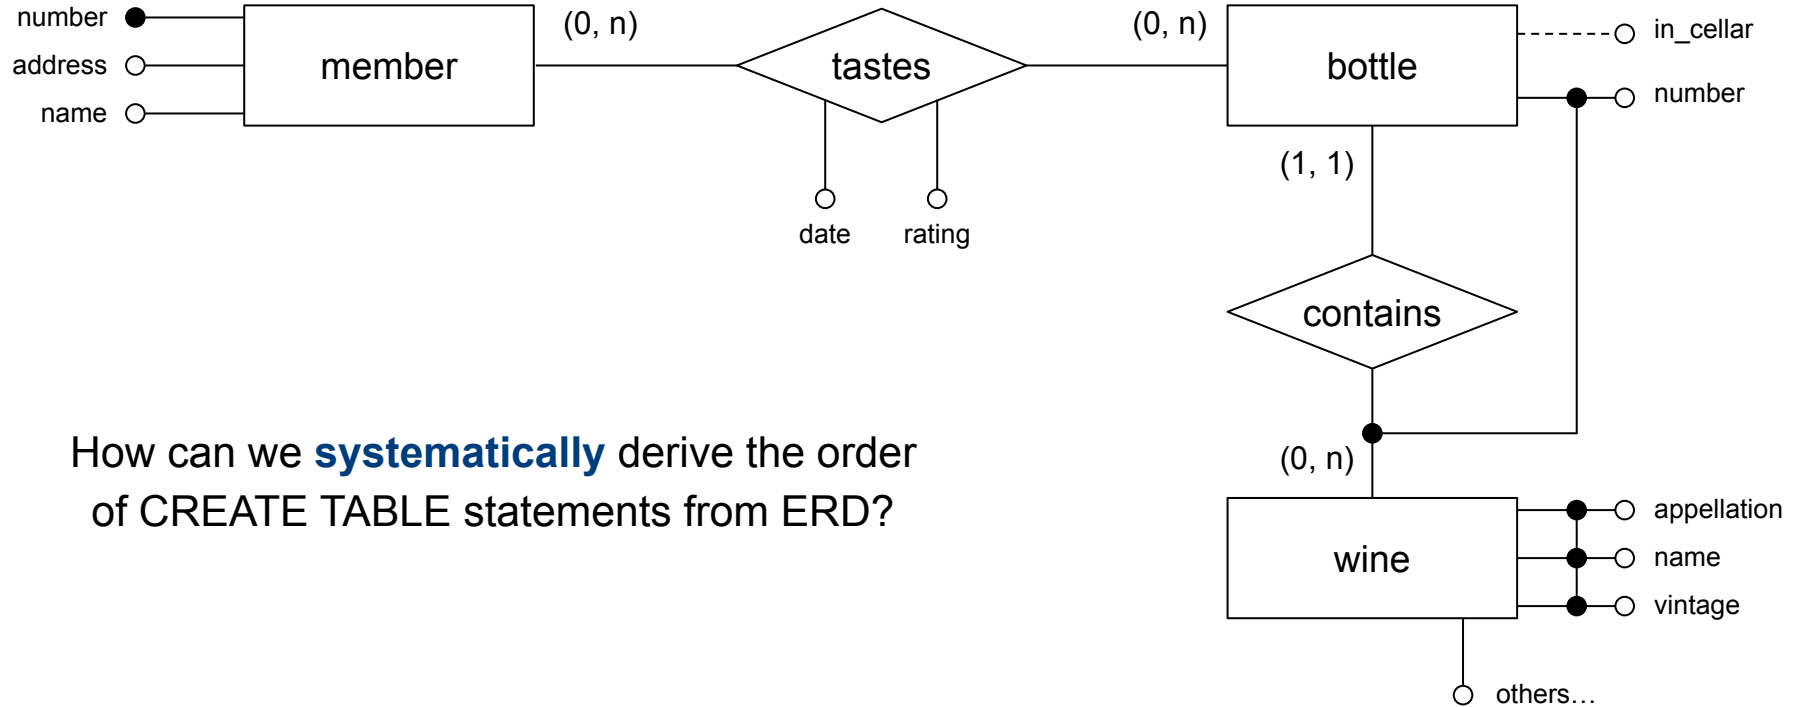 number
address
name
member
(0, n)
tastes
date
rating
(0, n)
bottle
in_cellar
number
(1, 1)
contains
(0, n)
wine
appellation
name
vintage
others...
How can we systematically derive the order
of CREATE TABLE statements from ERD?